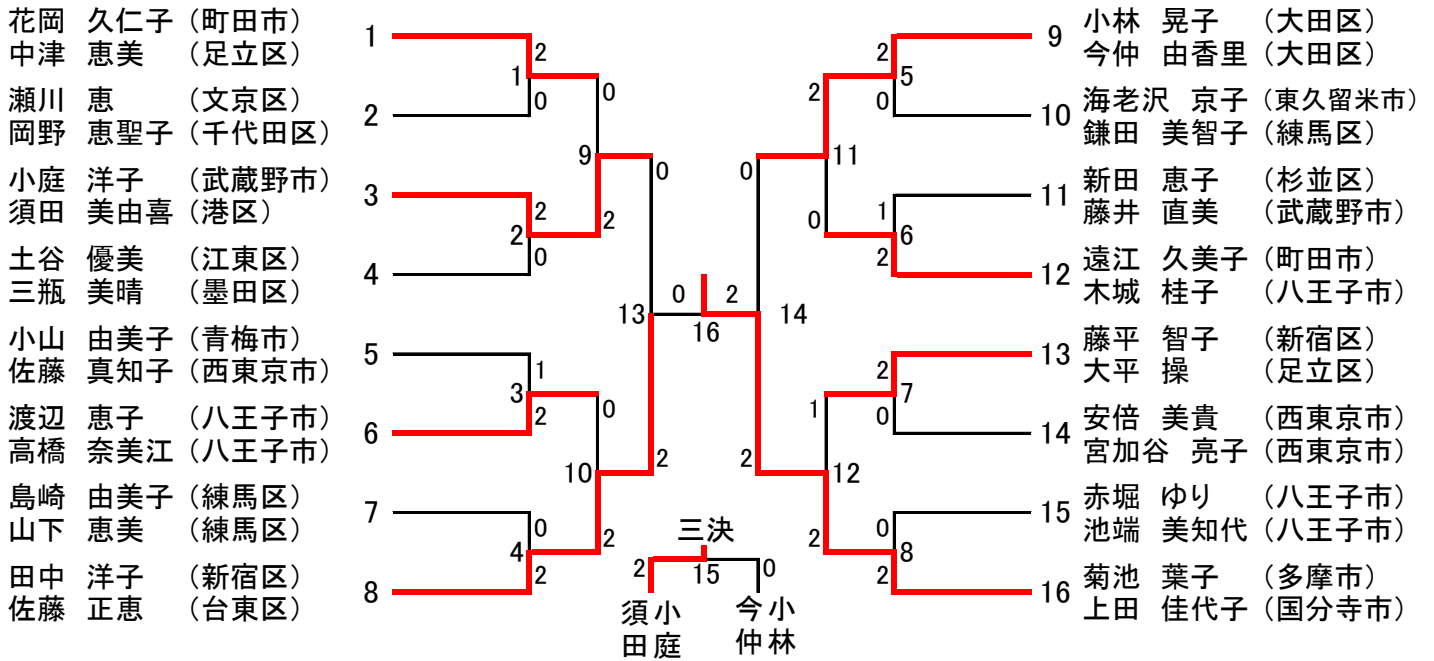 花岡 久仁子 (町田市)
中津 恵美 (足立区)
1
瀬川 恵 (文京区)
岡野 恵聖子 (千代田区)
2
小庭 洋子 (武蔵野市)
須田 美由喜 (港区)
3
土谷 優美 (江東区)
三瓶 美晴 (墨田区)
4
小山 由美子 (青梅市)
佐藤 真知子 (西東京市)
5
渡辺 恵子 (八王子市)
高橋 奈美江 (八王子市)
6
島崎 由美子 (練馬区)
山下 恵美 (練馬区)
7
田中 洋子 (新宿区)
佐藤 正恵 (台東区)
8
2
1
0
2
2
0
1
3
2
0
4
2
0
9
2
0
10
2
0
13
2
0 2
16
三決
2 15 0
須田 小庭
今仲 小林
0
14
2
2
11
0
1
12
2
2
5
0
1
6
2
2
7
0
0
8
2
9
小林 晃子 (大田区)
今仲 由香里 (大田区)
10
海老沢 京子 (東久留米市)
鎌田 美智子 (練馬区)
11
新田 恵子 (杉並区)
藤井 直美 (武蔵野市)
12
遠江 久美子 (町田市)
木城 桂子 (八王子市)
13
藤平 智子 (新宿区)
大平 操 (足立区)
14
安倍 美貴 (西東京市)
宮加谷 亮子 (西東京市)
15
赤堀 ゆり (八王子市)
池端 美知代 (八王子市)
16
菊池 葉子 (多摩市)
上田 佳代子 (国分寺市)